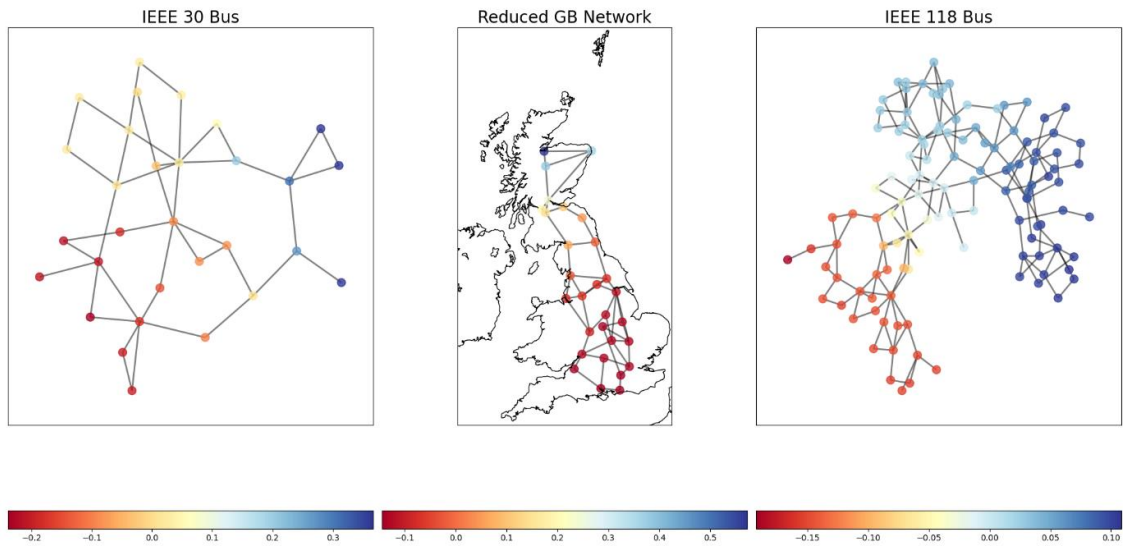 IEEE 30 Bus
Reduced GB Network
IEEE 118 Bus
−0.2 −0.1 0.0 0.1 0.2 0.3
−0.1 0.0 0.1 0.2 0.3 0.4 0.5
−0.15 −0.10 −0.05 0.00 0.05 0.10